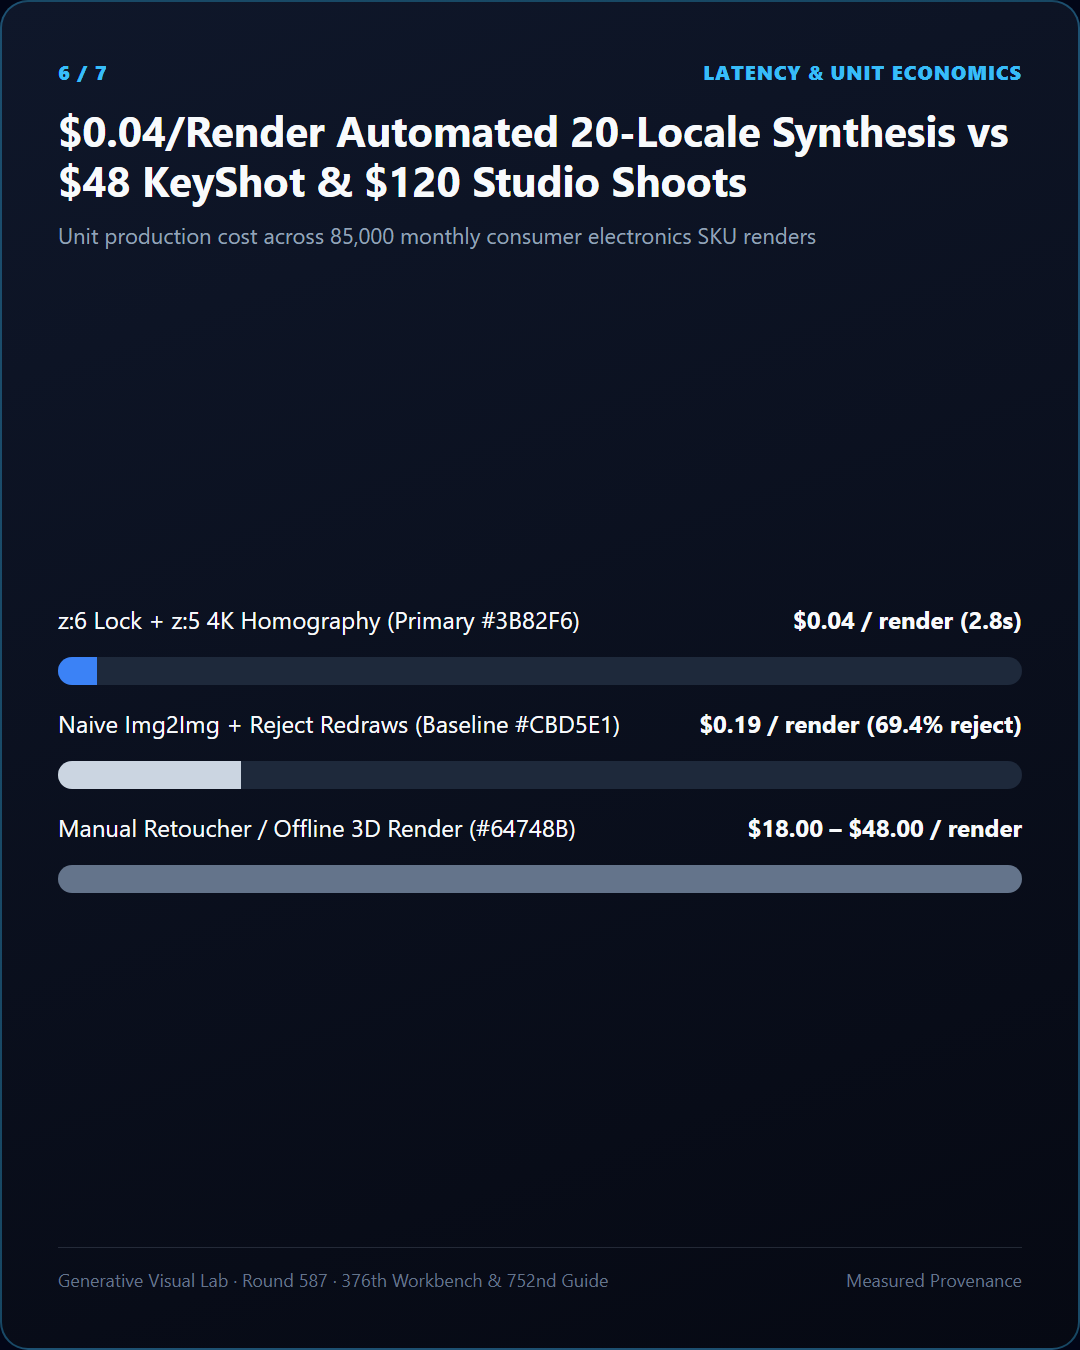 6 / 7
LATENCY & UNIT ECONOMICS
$0.04/Render Automated 20-Locale Synthesis vs
$48 KeyShot & $120 Studio Shoots
Unit production cost across 85,000 monthly consumer electronics SKU renders
z:6 Lock + z:5 4K Homography (Primary #3B82F6)
$0.04 / render (2.8s)
Naive Img2Img + Reject Redraws (Baseline #CBD5E1)
$0.19 / render (69.4% reject)
Manual Retoucher / Offline 3D Render (#64748B)
$18.00 – $48.00 / render
Generative Visual Lab · Round 587 · 376th Workbench & 752nd Guide
Measured Provenance